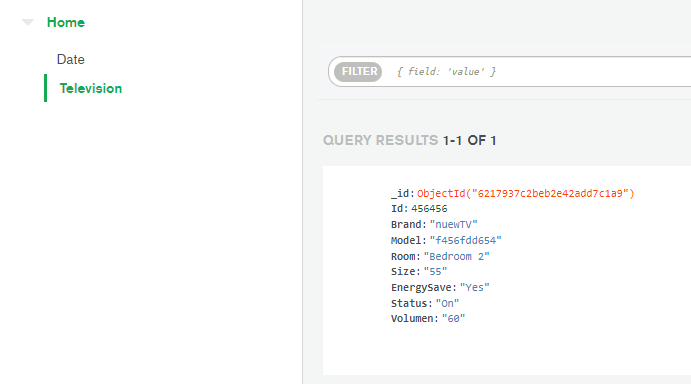 Home
Date
Television
FILTER { field: 'value' }
QUERY RESULTS 1-1 OF 1
_id: ObjectId("6217937c2beb2e42add7c1a9")
Id: 456456
Brand: "nuewTV"
Model: "f456fdd654"
Room: "Bedroom 2"
Size: "55"
EnergySave: "Yes"
Status: "On"
Volumen: "60"